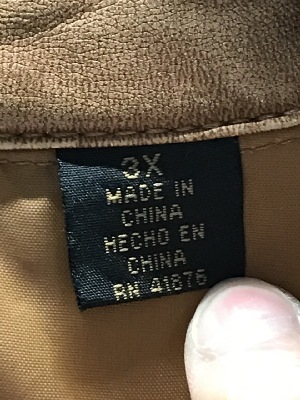 3X
MADE IN
CHINA
HECHO EN
CHINA
RN 41876